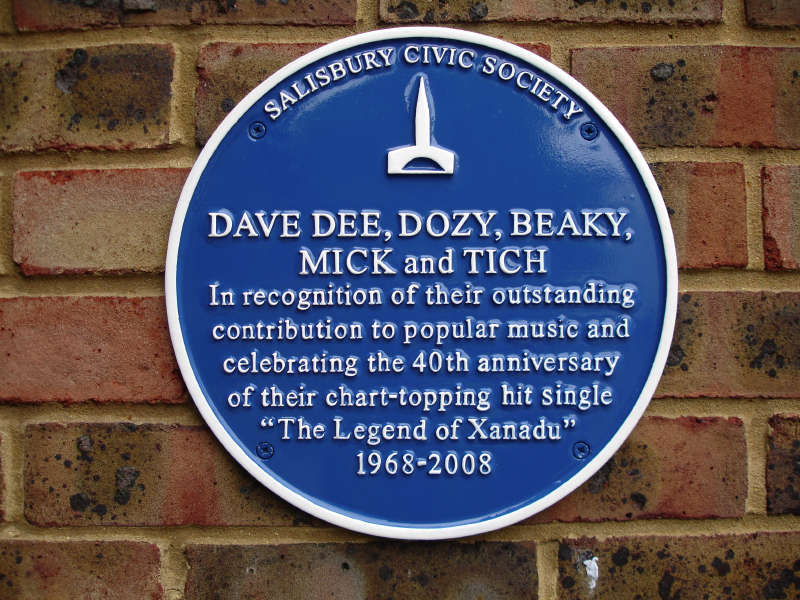 SALISBURY CIVIC SOCIETY
DAVE DEE, DOZY, BEAKY,
MICK and TICH
In recognition of their outstanding
contribution to popular music and
celebrating the 40th anniversary
of their chart-topping hit single
“The Legend of Xanadu”
1968-2008